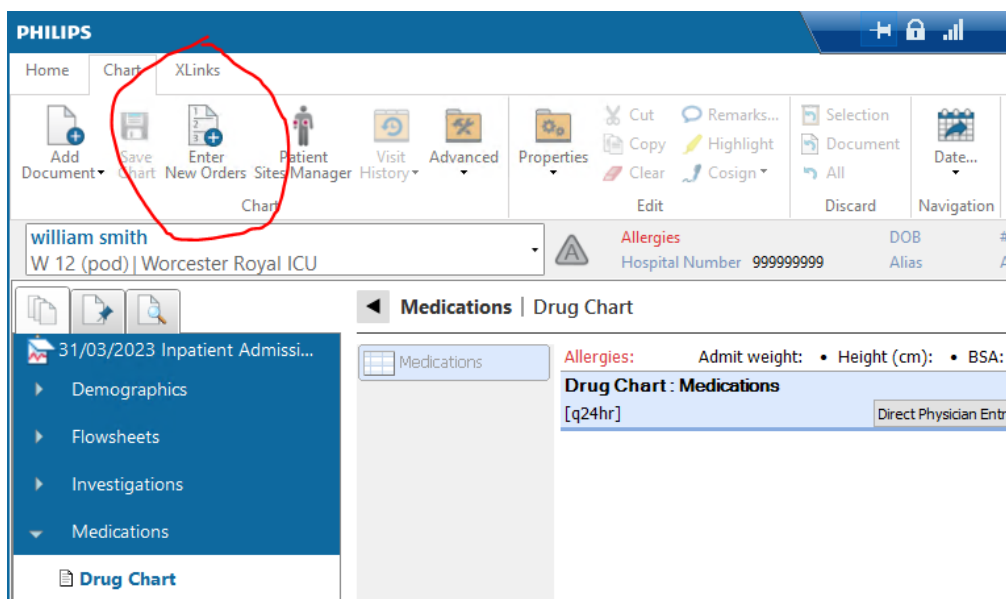 PHILIPS
Home Chart XLinks
Add Document
Save Chart
Enter New Orders
Patient Sites Manager
Visit History
Advanced
Chart
Properties
Cut
Copy
Clear
Remarks...
Highlight
Cosign
Edit
Selection
Document
All
Discard
Date...
Navigation
william smith
W 12 (pod) | Worcester Royal ICU
Allergies DOB #
Hospital Number 999999999 Alias
Medications | Drug Chart
31/03/2023 Inpatient Admissi...
Demographics
Flowsheets
Investigations
Medications
Drug Chart
Medications
Allergies: Admit weight: • Height (cm): • BSA:
Drug Chart : Medications
[q24hr] Direct Physician Entr